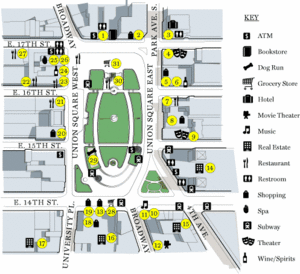 BROADWAY
PARK AVE. S.
1
2
3
E. 17TH ST.
27
25
26
24
22
23
31
30
4
5
6
E. 16TH ST.
21
20
7
8
9
UNION SQUARE WEST
UNION SQUARE EAST
E. 15TH ST.
29
14
E. 14TH ST.
19
13
28
18
16
17
11
10
15
12
UNIVERSITY PL.
BROADWAY
4TH AVE.
KEY
ATM
Bookstore
Dog Run
Grocery Store
Hotel
Movie Theater
Music
Real Estate
Restaurant
Restroom
Shopping
Spa
Subway
Theater
Wine/Spirits